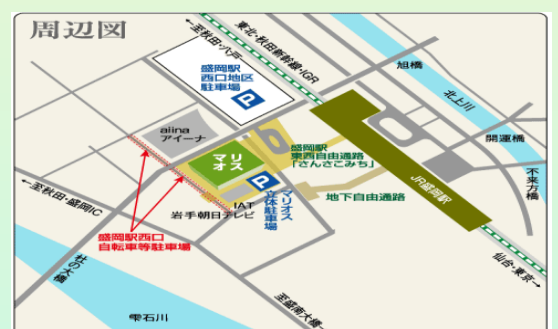 周辺図
←至秋田・八戸
東北・秋田新幹線・IGR
盛岡駅
西口地区
駐車場
P
旭橋
北上川
開運橋
不来方橋
aiina
アイーナ
マリオス
盛岡駅
東西自由通路
「さんさこみち」
JR盛岡駅
P
マリオス
立体駐車場
地下自由通路
IAT
岩手朝日テレビ
←至秋田・盛岡IC
盛岡駅西口
自転車等駐車場
仙台・東京→
杜の大橋
雫石川
至盛南大橋→